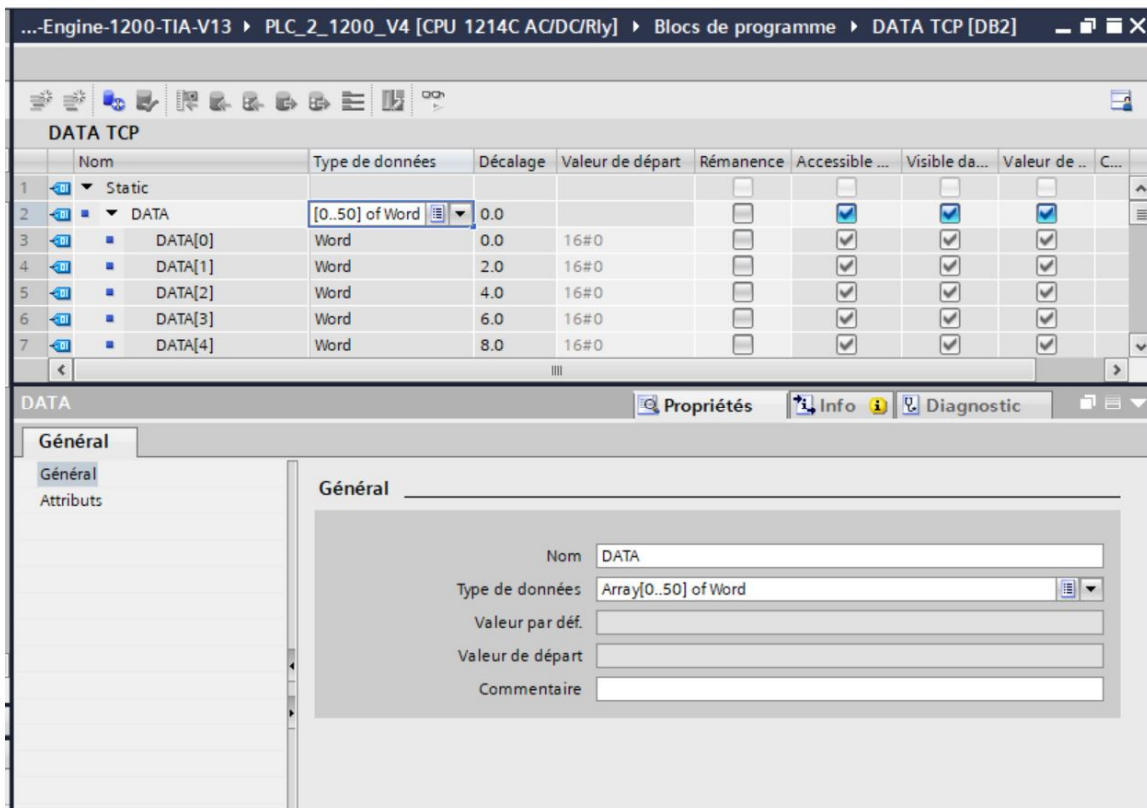 ...-Engine-1200-TIA-V13 ▸ PLC_2_1200_V4 [CPU 1214C AC/DC/Rly] ▸ Blocs de programme ▸ DATA TCP [DB2]
DATA TCP
Nom Type de données Décalage Valeur de départ Rémanence Accessible ... Visible da... Valeur de .. C...
1 Static
2 DATA [0..50] of Word 0.0
3 DATA[0] Word 0.0 16#0
4 DATA[1] Word 2.0 16#0
5 DATA[2] Word 4.0 16#0
6 DATA[3] Word 6.0 16#0
7 DATA[4] Word 8.0 16#0
DATA Propriétés Info Diagnostic
Général
Général
Attributs
Général
Nom DATA
Type de données Array[0..50] of Word
Valeur par déf.
Valeur de départ
Commentaire